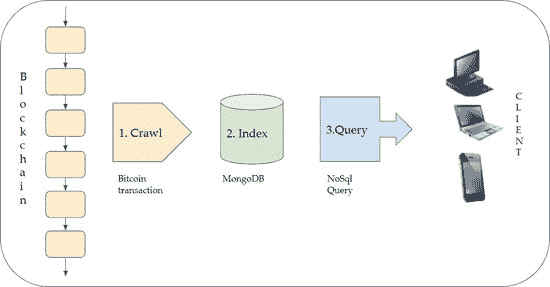 Blockchain
1. Crawl
Bitcoin
transaction
2. Index
MongoDB
3.Query
NoSql
Query
CLIENT